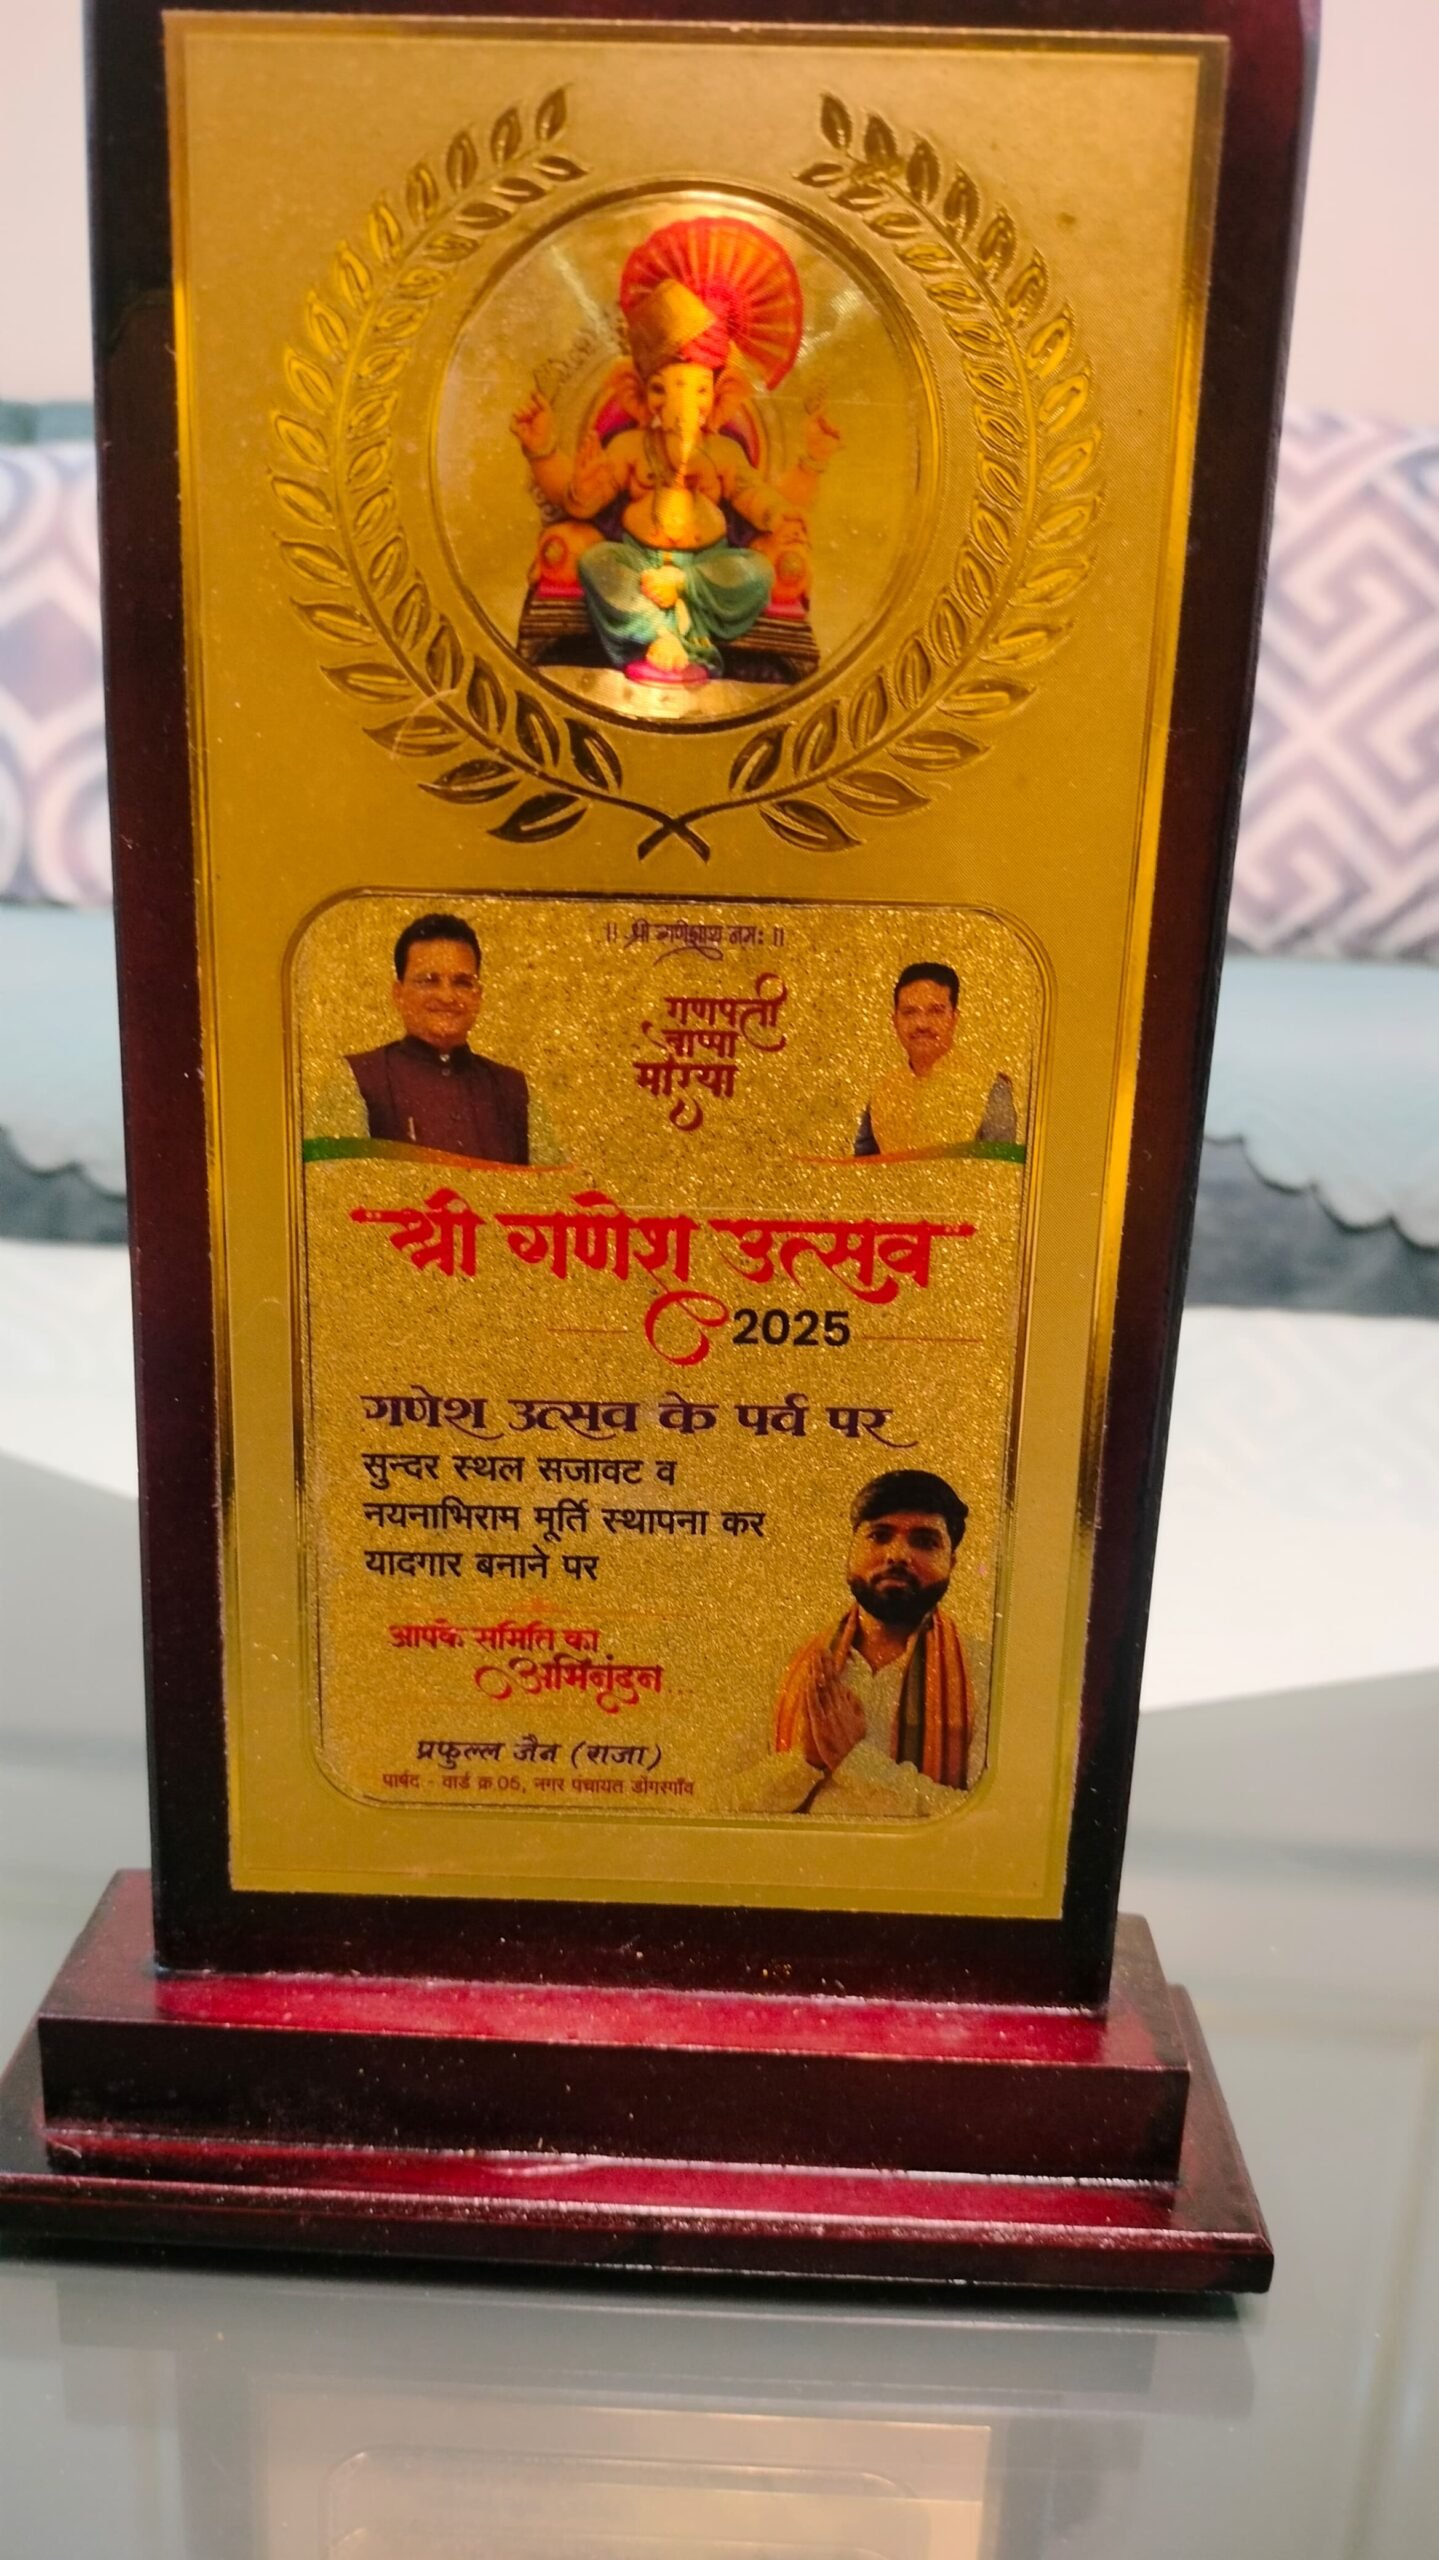 || श्री गणेशाय नमः ||
गणपती
बाप्पा
मोरया
श्री गणेश उत्सव
2025
गणेश उत्सव के पर्व पर
सुन्दर स्थल सजावट व
नयनाभिराम मूर्ति स्थापना कर
यादगार बनाने पर
आपके समिति का
अभिनंदन...
प्रफुल्ल जैन (राजा)
पार्षद - वार्ड क्र.05, नगर पंचायत डोंगरगाँव